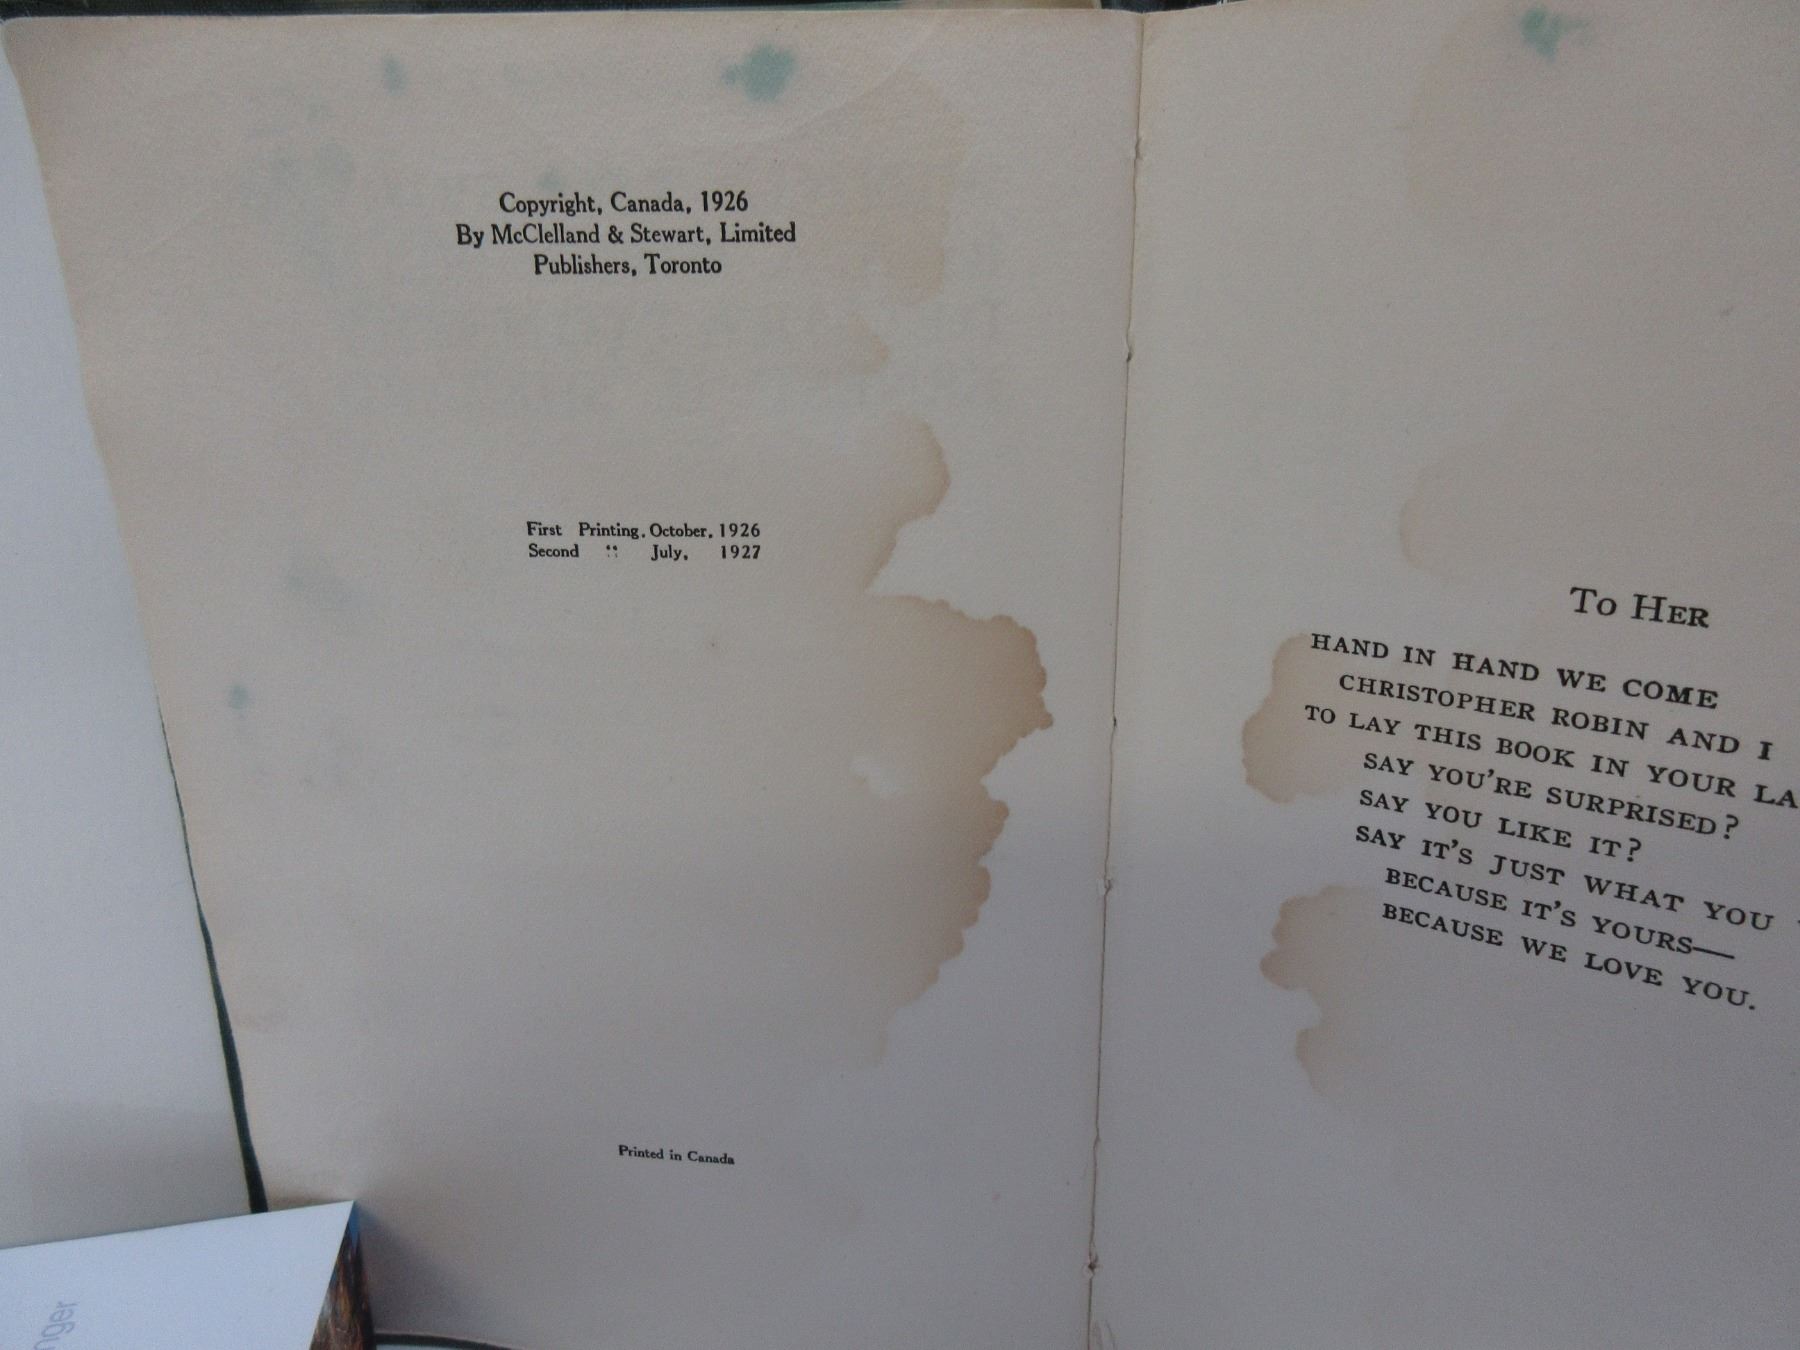 Copyright, Canada, 1926
By McClelland & Stewart, Limited
Publishers, Toronto
First Printing, October, 1926
Second " July, 1927
Printed in Canada
To Her
HAND IN HAND WE COME
CHRISTOPHER ROBIN AND I
TO LAY THIS BOOK IN YOUR LA
SAY YOU'RE SURPRISED?
SAY YOU LIKE IT?
SAY IT'S JUST WHAT YOU
BECAUSE IT'S YOURS—
BECAUSE WE LOVE YOU.
nger